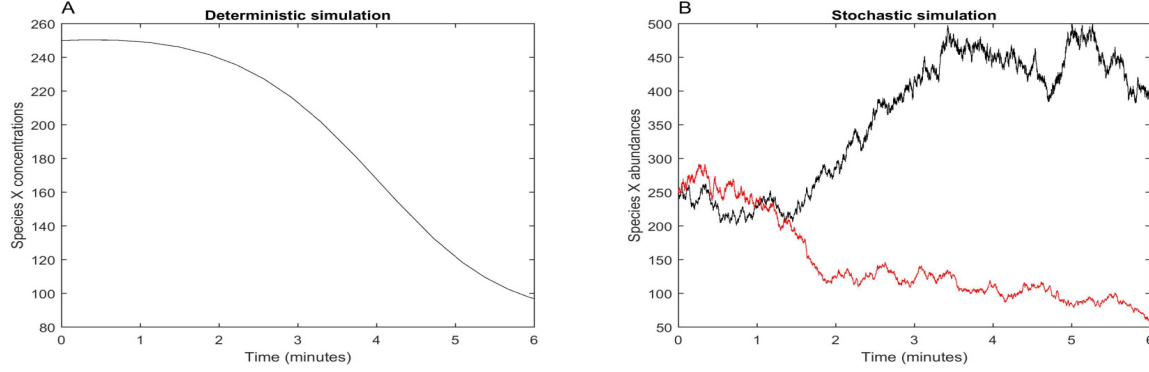 A
Deterministic simulation
260
240
220
200
180
160
140
120
100
80
Species X concentrations
0 1 2 3 4 5 6
Time (minutes)
B
Stochastic simulation
500
450
400
350
300
250
200
150
100
50
Species X abundances
0 1 2 3 4 5 6
Time (minutes)